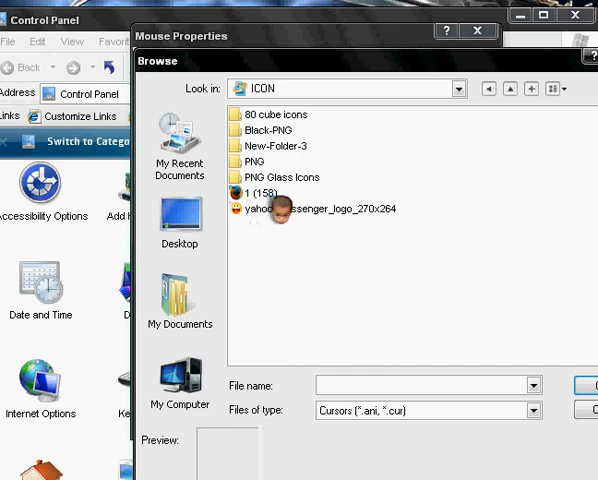 Control Panel
File Edit View Favorit
Back
Address Control Panel
Links Customize Links
Switch to Catego
Accessibility Options
Add H
Date and Time
D
Internet Options
Ke
Mouse Properties
?
Browse
?
Look in: ICON
My Recent Documents
Desktop
My Documents
My Computer
80 cube icons
Black-PNG
New-Folder-3
PNG
PNG Glass Icons
1 (158)
File name:
Files of type: Cursors (*.ani, *.cur)
Preview: